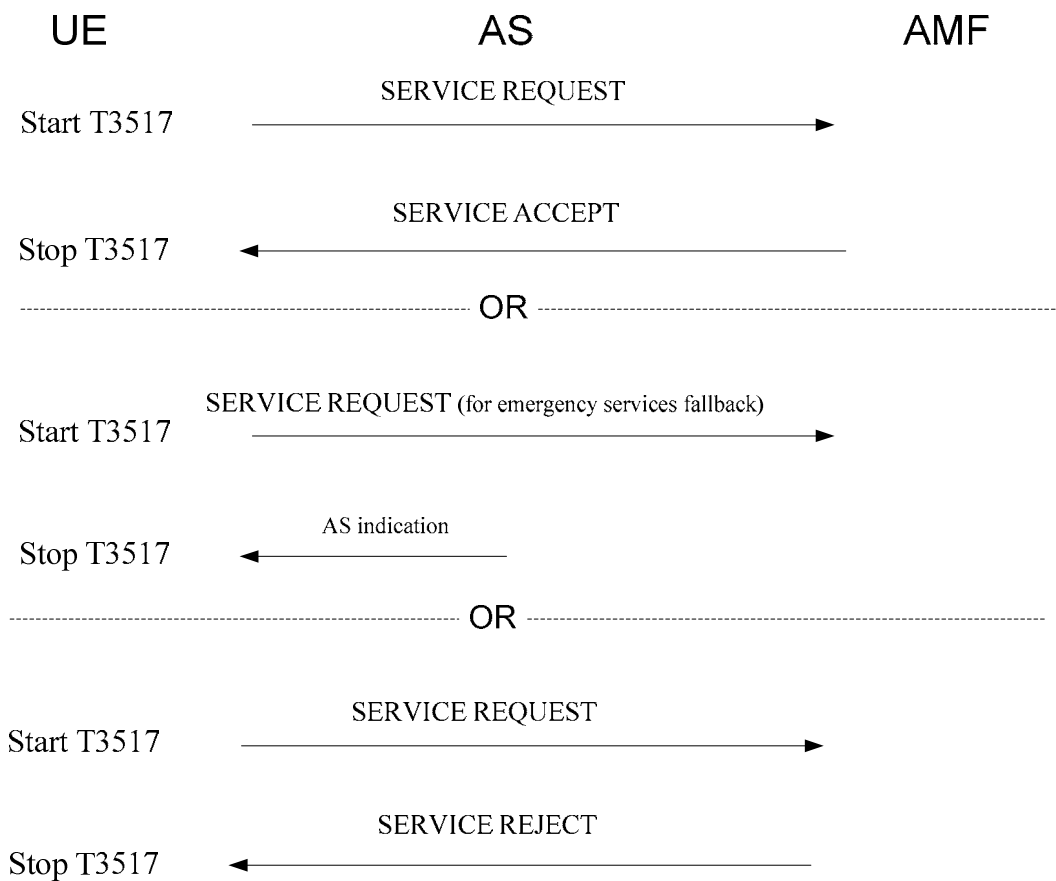 UE AS AMF
SERVICE REQUEST
Start T3517
SERVICE ACCEPT
Stop T3517
OR
SERVICE REQUEST (for emergency services fallback)
Start T3517
AS indication
Stop T3517
OR
SERVICE REQUEST
Start T3517
SERVICE REJECT
Stop T3517